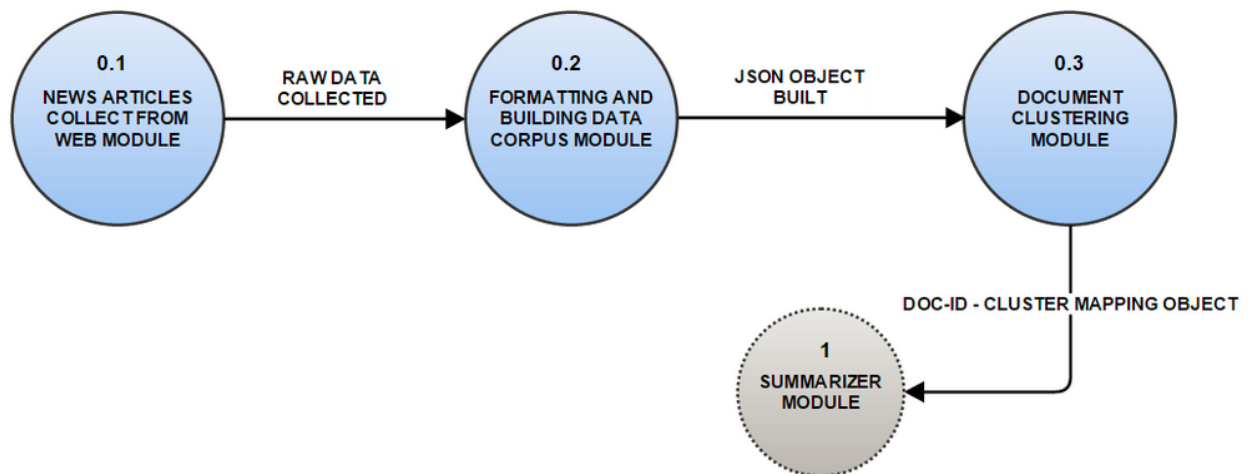 0.1
NEWS ARTICLES
COLLECT FROM
WEB MODULE
RAW DATA
COLLECTED
0.2
FORMATTING AND
BUILDING DATA
CORPUS MODULE
JSON OBJECT
BUILT
0.3
DOCUMENT
CLUSTERING
MODULE
DOC-ID - CLUSTER MAPPING OBJECT
1
SUMMARIZER
MODULE